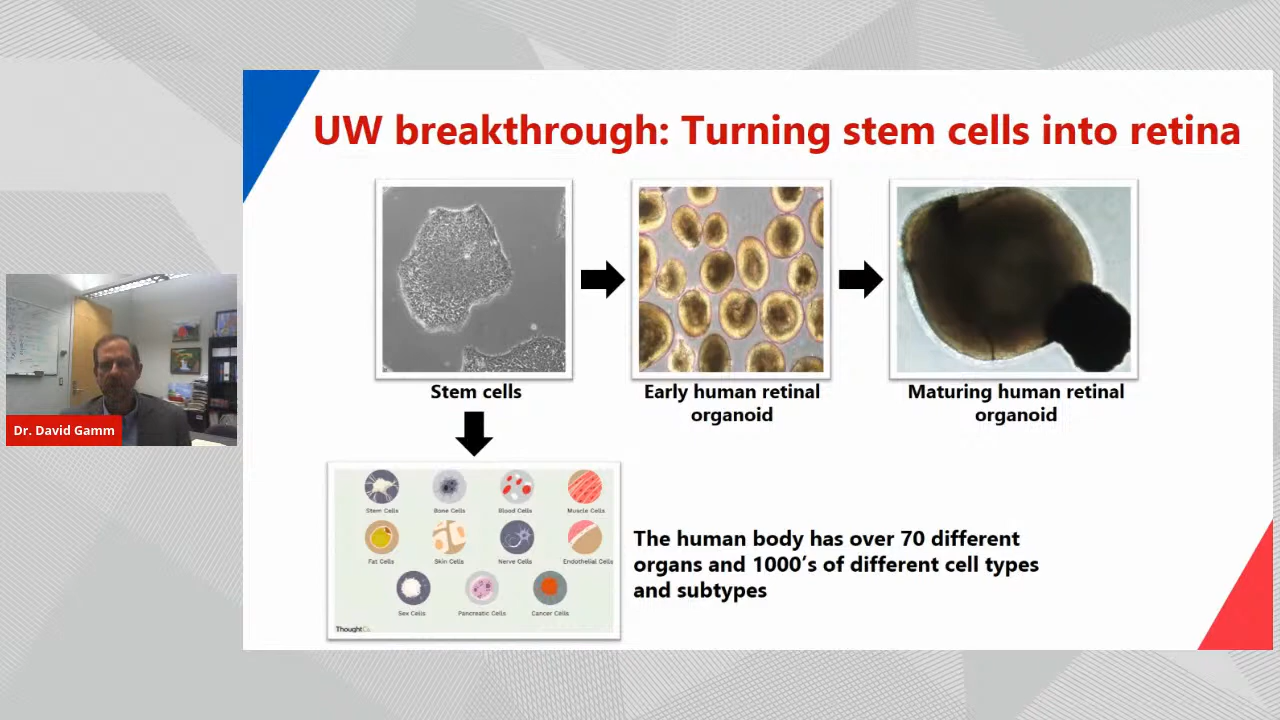 UW breakthrough: Turning stem cells into retina
Stem cells
Early human retinal
organoid
Maturing human retinal
organoid
Dr. David Gamm
Stem Cells
Bone Cells
Blood Cells
Muscle Cells
Fat Cells
Skin Cells
Nerve Cells
Endothelial Cells
Sex Cells
Pancreatic Cells
Cancer Cells
ThoughtCo.
The human body has over 70 different
organs and 1000's of different cell types
and subtypes